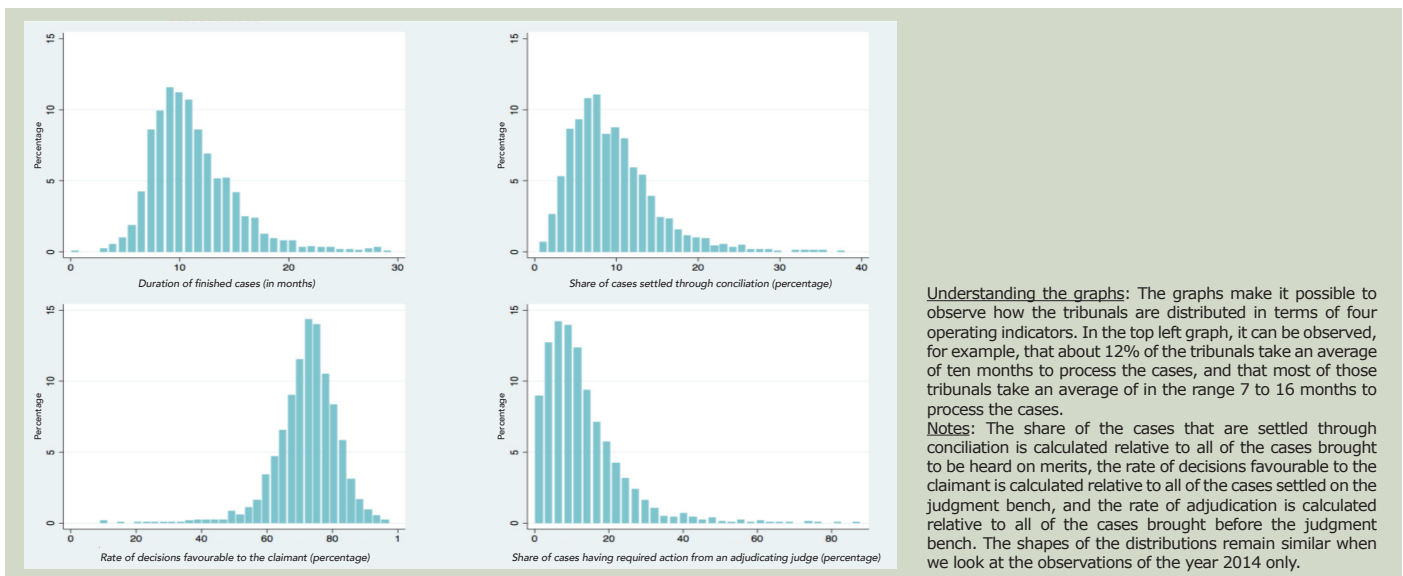 15
10
5
0
Percentage
0 10 20 30
Duration of finished cases (in months)
15
10
5
0
Percentage
0 10 20 30 40
Share of cases settled through conciliation (percentage)
15
10
5
0
Percentage
0 20 40 60 80 1
Rate of decisions favourable to the claimant (percentage)
15
10
5
0
Percentage
0 20 40 60 80
Share of cases having required action from an adjudicating judge (percentage)
Understanding the graphs: The graphs make it possible to
observe how the tribunals are distributed in terms of four
operating indicators. In the top left graph, it can be observed,
for example, that about 12% of the tribunals take an average
of ten months to process the cases, and that most of those
tribunals take an average of in the range 7 to 16 months to
process the cases.
Notes: The share of the cases that are settled through
conciliation is calculated relative to all of the cases brought
to be heard on merits, the rate of decisions favourable to the
claimant is calculated relative to all of the cases settled on the
judgment bench, and the rate of adjudication is calculated
relative to all of the cases brought before the judgment
bench. The shapes of the distributions remain similar when
we look at the observations of the year 2014 only.